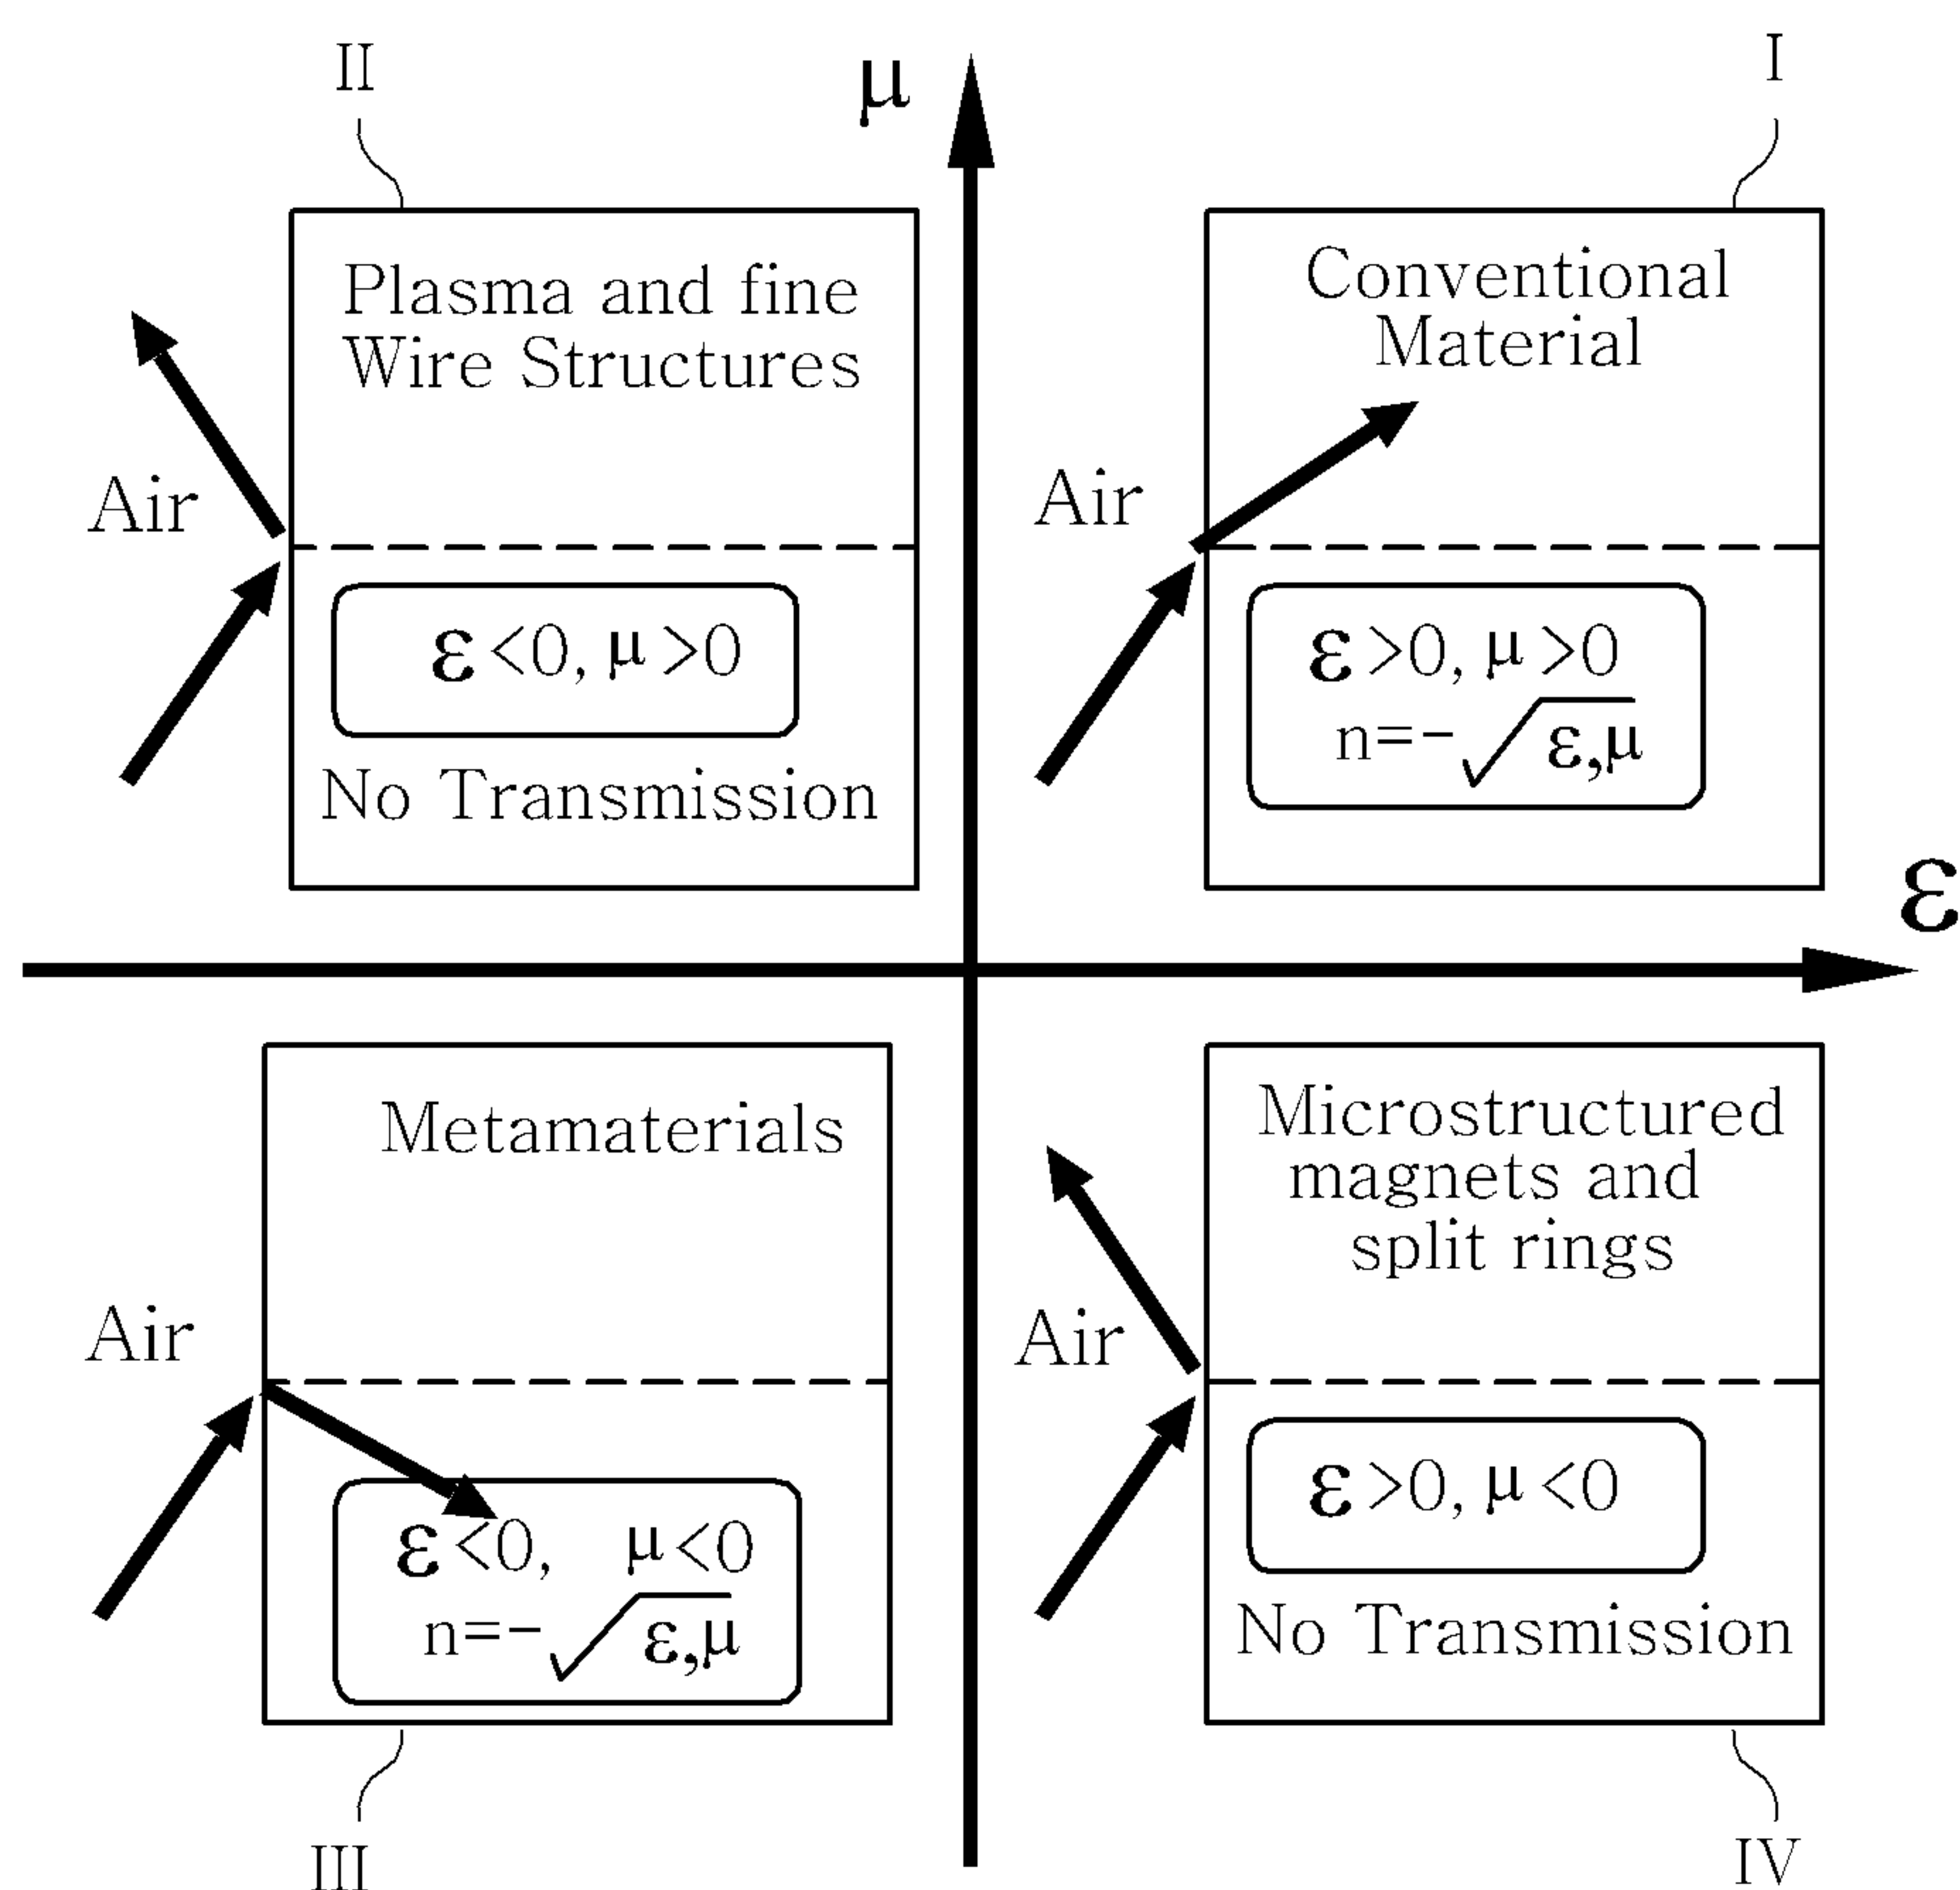 II
I
μ
Plasma and fine
Wire Structures
Air
ε<0, μ>0
No Transmission
Conventional
Material
Air
ε>0, μ>0
n=-√ε,μ
ε
Metamaterials
Air
ε<0, μ<0
n=-√ε,μ
III
Microstructured
magnets and
split rings
Air
ε>0, μ<0
No Transmission
IV